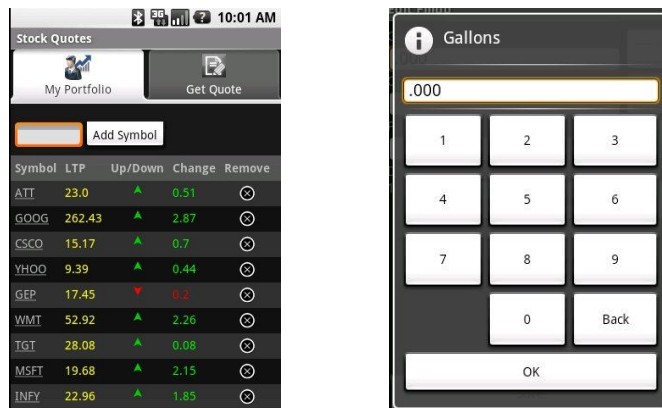 3G
10:01 AM
Stock Quotes
My Portfolio
Get Quote
Add Symbol
Symbol LTP Up/Down Change Remove
ATT 23.0 0.51
GOOG 262.43 2.87
CSCO 15.17 0.7
YHOO 9.39 0.44
GEP 17.45 0.2
WMT 52.92 2.26
TGT 28.08 0.08
MSFT 19.68 2.15
INFY 22.96 1.85
Gallons
.000
1 2 3
4 5 6
7 8 9
0 Back
OK